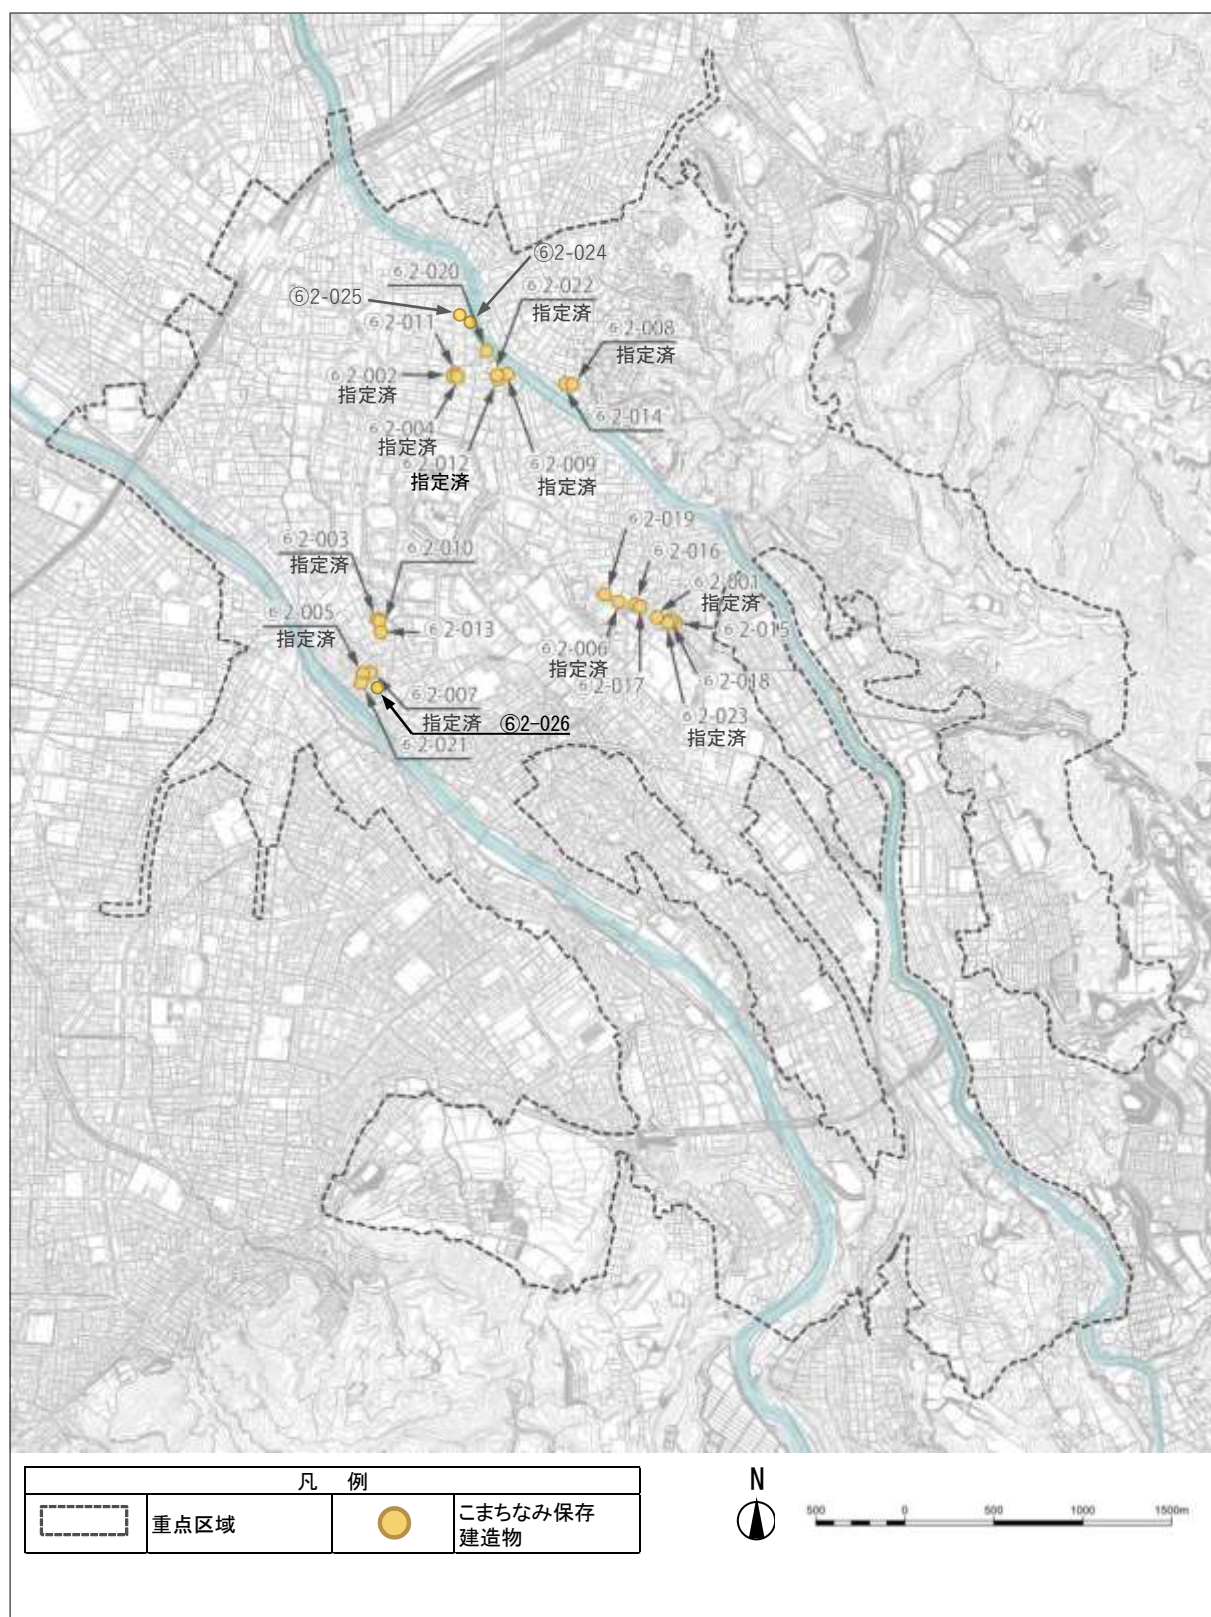 ⑥2-024
⑥2-020
⑥2-022
指定済
⑥2-025
⑥2-011
⑥2-008
指定済
⑥2-002
指定済
⑥2-014
⑥2-004
指定済
⑥2-012
指定済
⑥2-009
指定済
⑥2-003
指定済
⑥2-010
⑥2-019
⑥2-016
⑥2-001
指定済
⑥2-005
指定済
⑥2-013
⑥2-015
⑥2-006
指定済
⑥2-017
⑥2-018
⑥2-007
指定済
⑥2-026
⑥2-023
指定済
⑥2-021
凡 例
重点区域
こまちなみ保存
建造物
N
500 0 500 1000 1500m